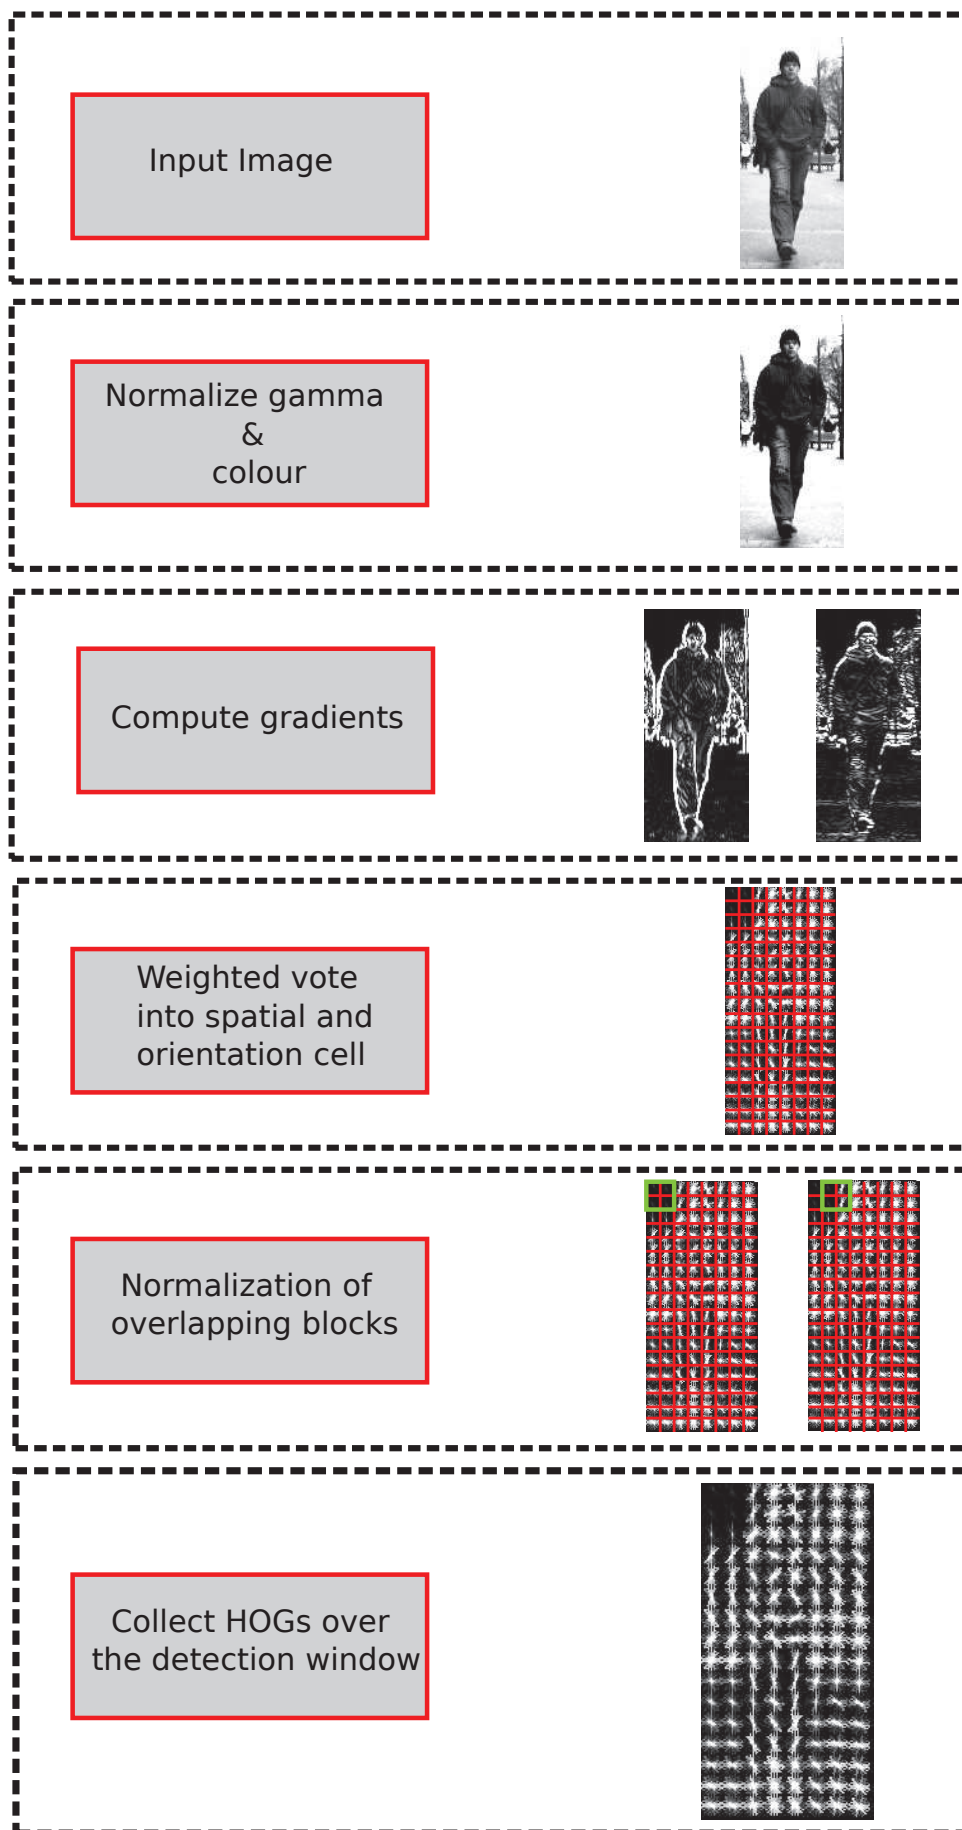 Input Image
Normalize gamma
&
colour
Compute gradients
Weighted vote
into spatial and
orientation cell
Normalization of
overlapping blocks
Collect HOGs over
the detection window